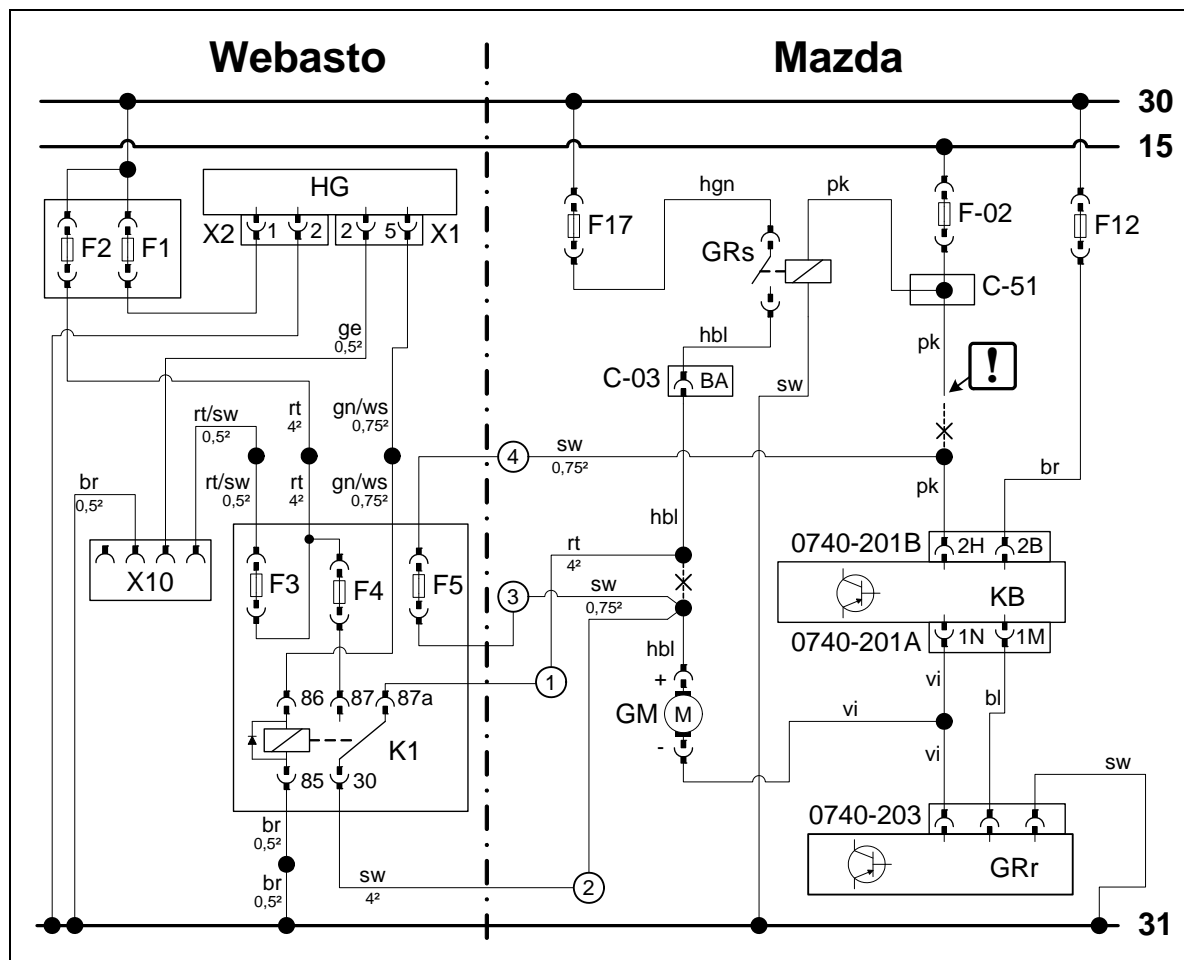 Webasto Mazda
30
15
HG
hgn pk
X2 1 2 2 5 X1
F2 F1
F17 F-02 F12
GRs
C-51
ge
0,5²
hbl
pk !
C-03 BA
sw
rt/sw
0,5²
rt
4²
gn/ws
0,75²
4 sw
0,75²
br
br
0,5²
rt/sw
0,5²
rt
4²
gn/ws
0,75²
pk
hbl
0740-201B 2H 2B
X10
F3 F4 F5
rt
4²
3 sw
0,75²
KB
0740-201A 1N 1M
hbl
vi
1
86 87 87a
+
GM M
-
vi
bl
K1
vi
sw
85 30
0740-203
br
0,5²
GRr
br
0,5²
sw
4²
2
31